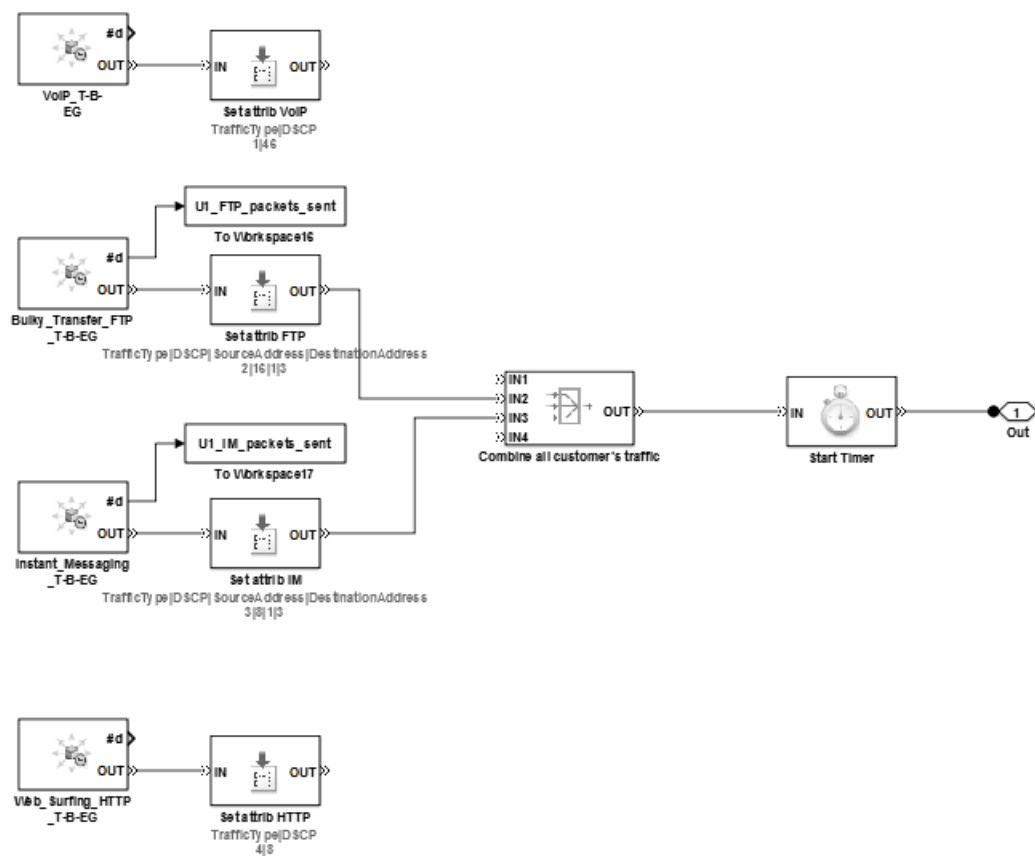 #d
OUT
VoIP_T-B-
EG
IN OUT
Set attrib VoIP
TrafficType|DSCP
1|46
U1_FTP_packets_sent
To Workspace16
#d
OUT
Bulky_Transfer_FTP
_T-B-EG
IN OUT
Set attrib FTP
TrafficType|DSCP|SourceAddress|DestinationAddress
2|16|1|3
U1_IM_packets_sent
To Workspace17
#d
OUT
Instant_Messaging
_T-B-EG
IN OUT
Set attrib IM
TrafficType|DSCP|SourceAddress|DestinationAddress
3|8|1|3
IN1
IN2
IN3
IN4
OUT
Combine all customer's traffic
IN OUT
Start Timer
1
Out
#d
OUT
Web_Surfing_HTTP
_T-B-EG
IN OUT
Set attrib HTTP
TrafficType|DSCP
4|8